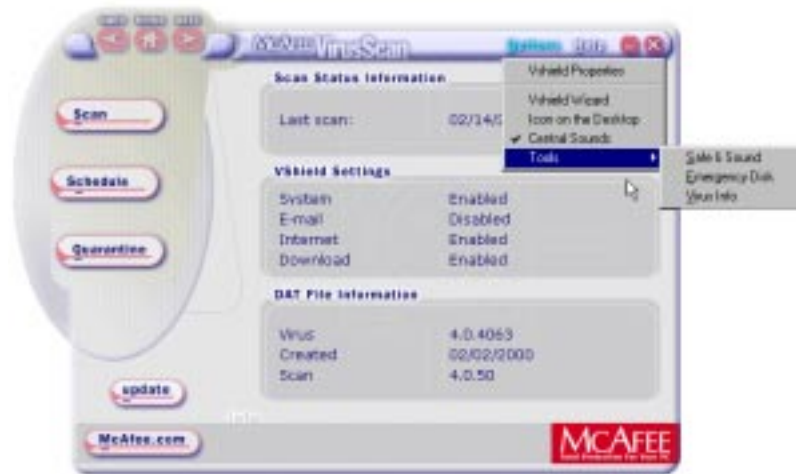 McAfee VirusScan
Options Help
Scan Status Information
Last scan: 02/14/
Vshield Properties
Vshield Wizard
Icon on the Desktop
Central Sounds
Tools
Safe & Sound
Emergency Disk
Virus Info
Scan
Schedule
Quarantine
VShield Settings
System Enabled
E-mail Disabled
Internet Enabled
Download Enabled
DAT File Information
Virus 4.0.4063
Created 02/02/2000
Scan 4.0.50
update
McAfee.com
McAFEE